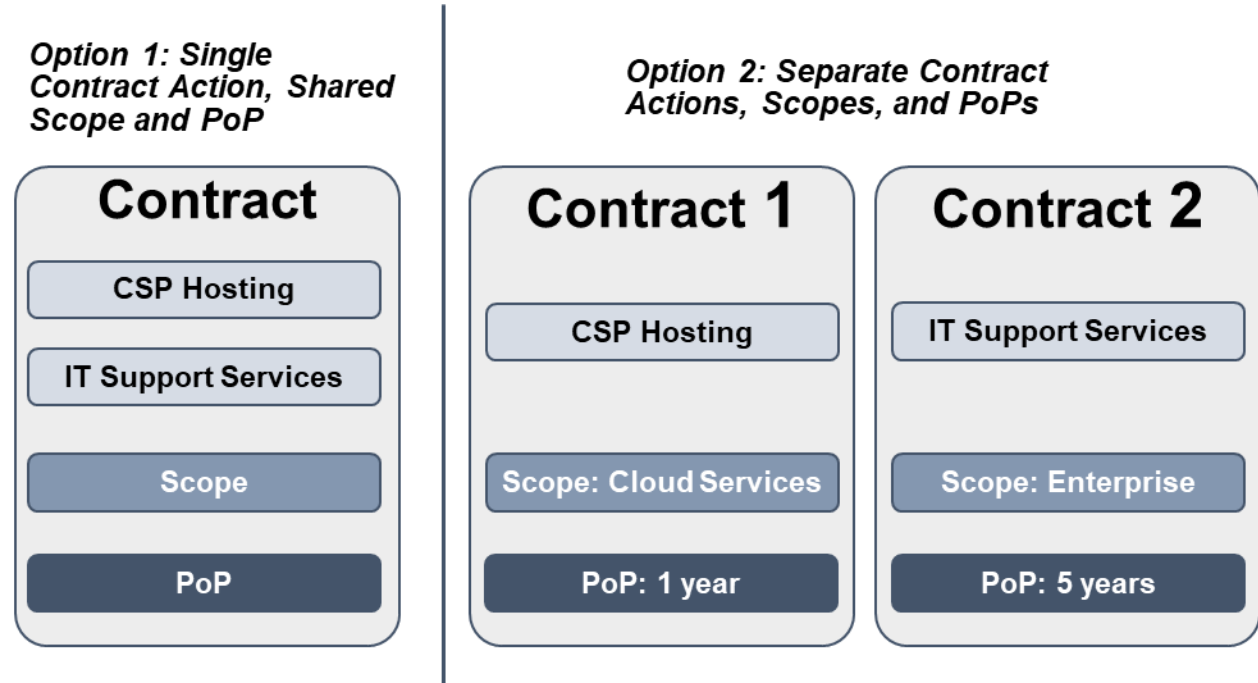 Option 1: Single
Contract Action, Shared
Scope and PoP
Contract
CSP Hosting
IT Support Services
Scope
PoP
Option 2: Separate Contract
Actions, Scopes, and PoPs
Contract 1
CSP Hosting
Scope: Cloud Services
PoP: 1 year
Contract 2
IT Support Services
Scope: Enterprise
PoP: 5 years